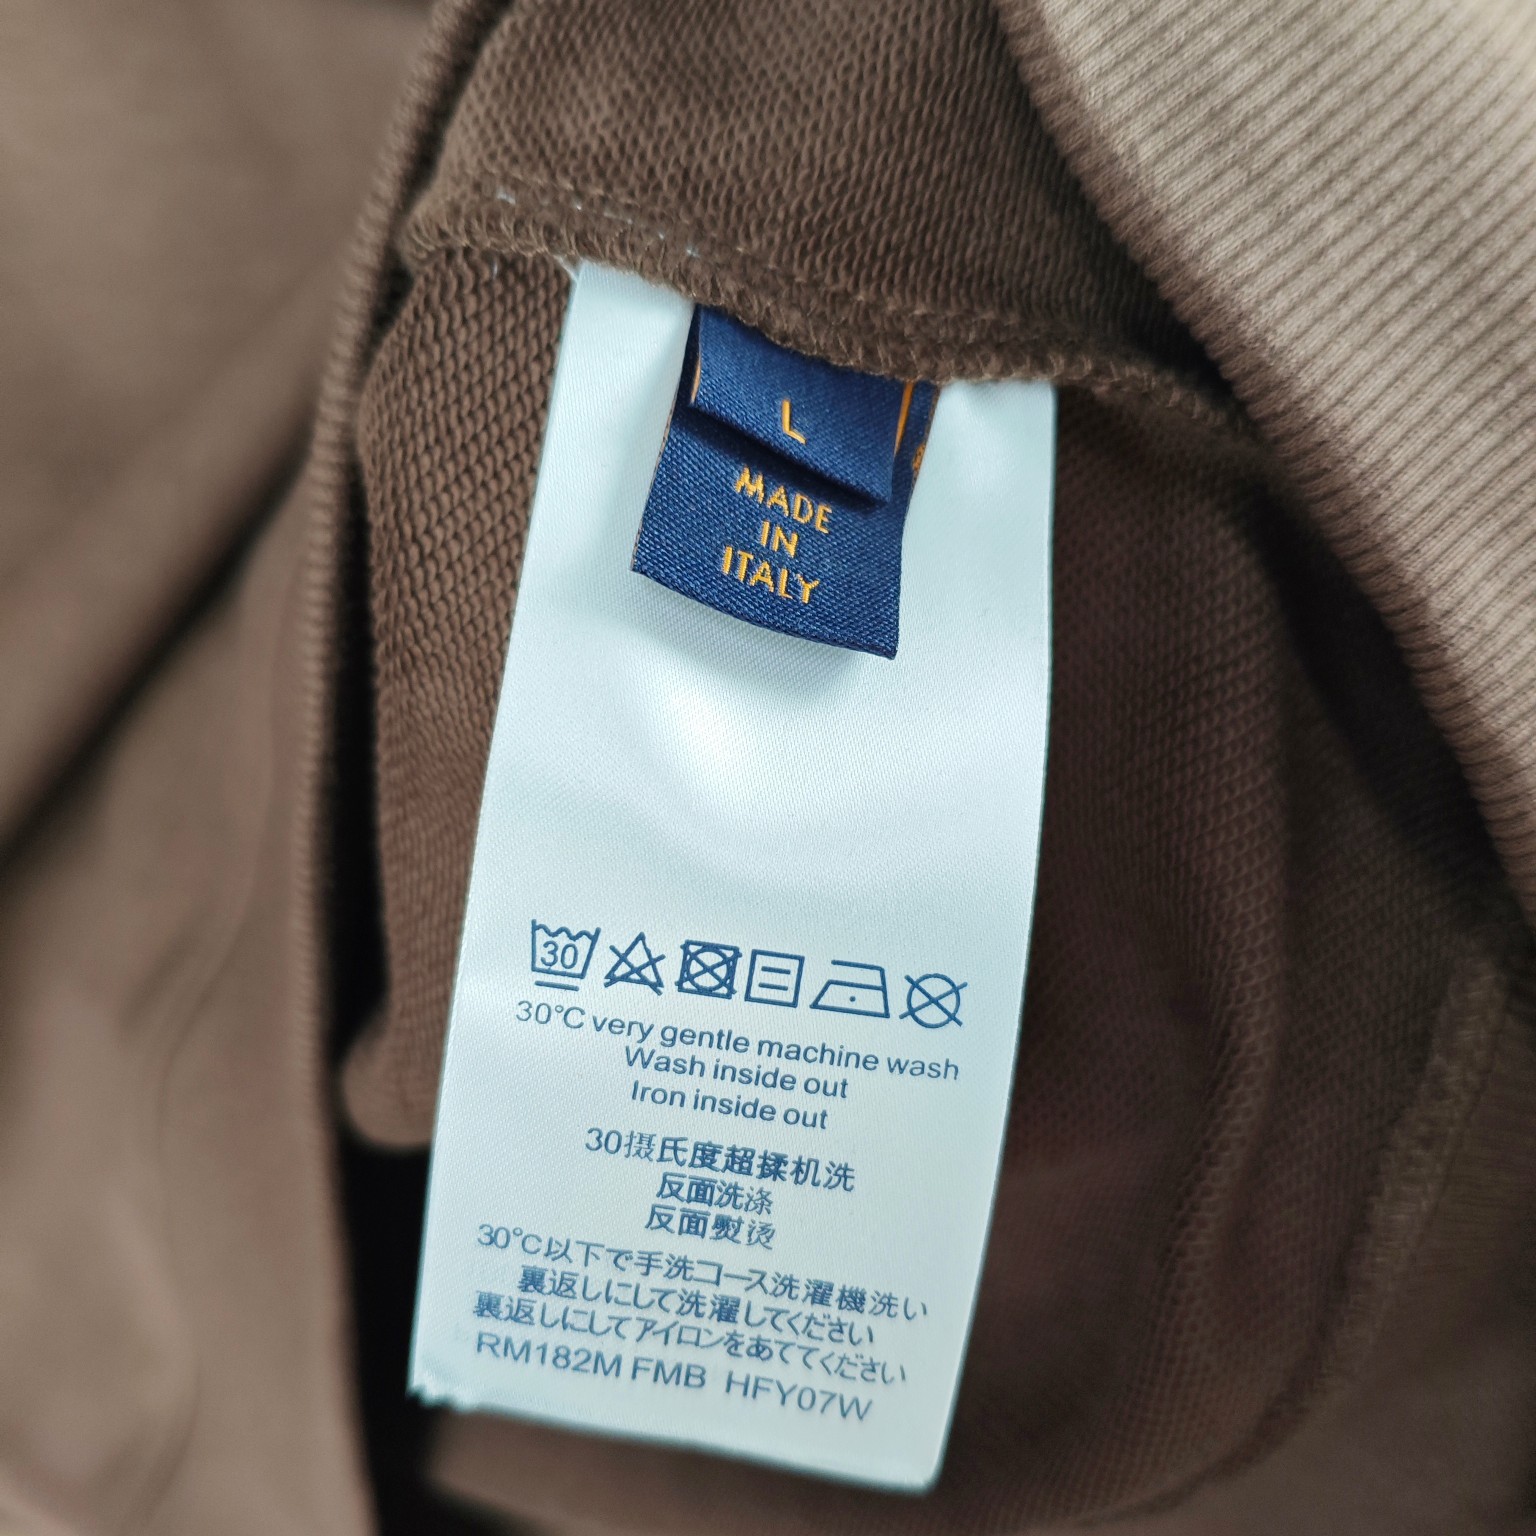 L
MADE
IN
ITALY
30
30°C very gentle machine wash
Wash inside out
Iron inside out
30摄氏度超揉机洗
反面洗涤
反面熨烫
30°C以下で手洗コース洗濯機洗い
裏返しにして洗濯してください
裏返しにしてアイロンをあててください
RM182M FMB HFY07W